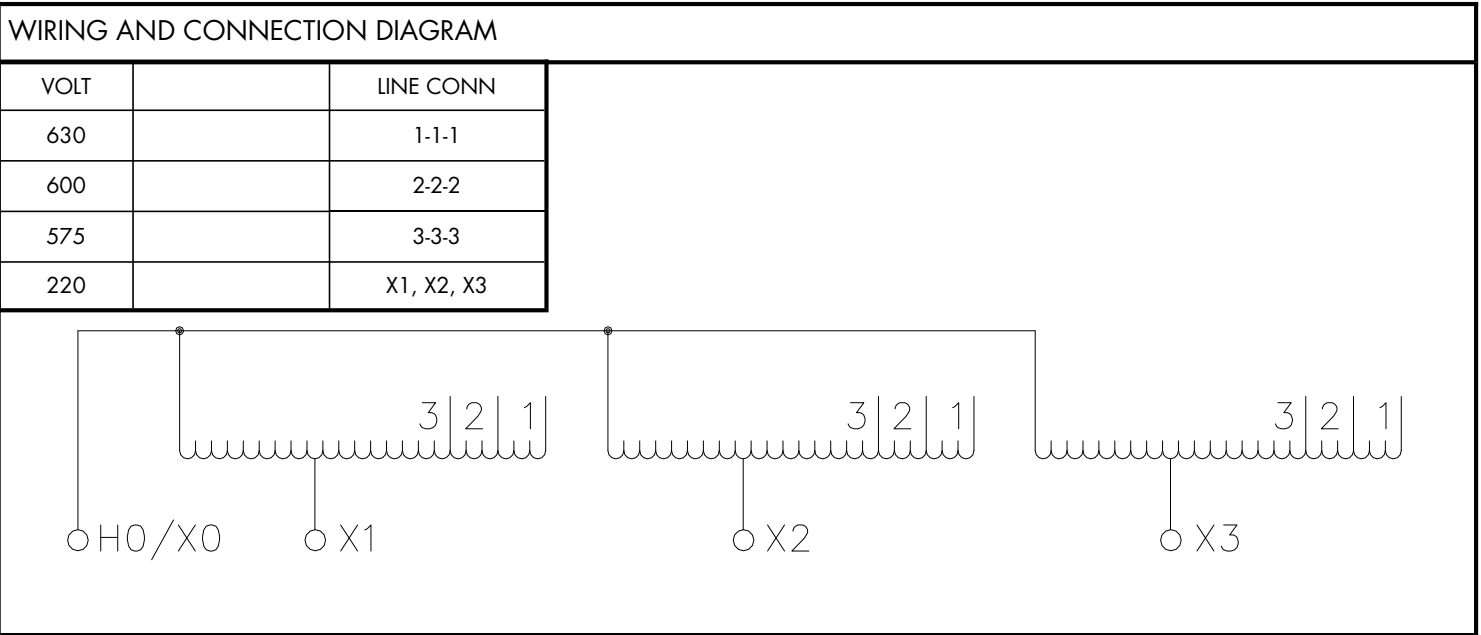 WIRING AND CONNECTION DIAGRAM
VOLT LINE CONN
630 1-1-1
600 2-2-2
575 3-3-3
220 X1, X2, X3
3 2 1 3 2 1 3 2 1
H0/X0 X1 X2 X3